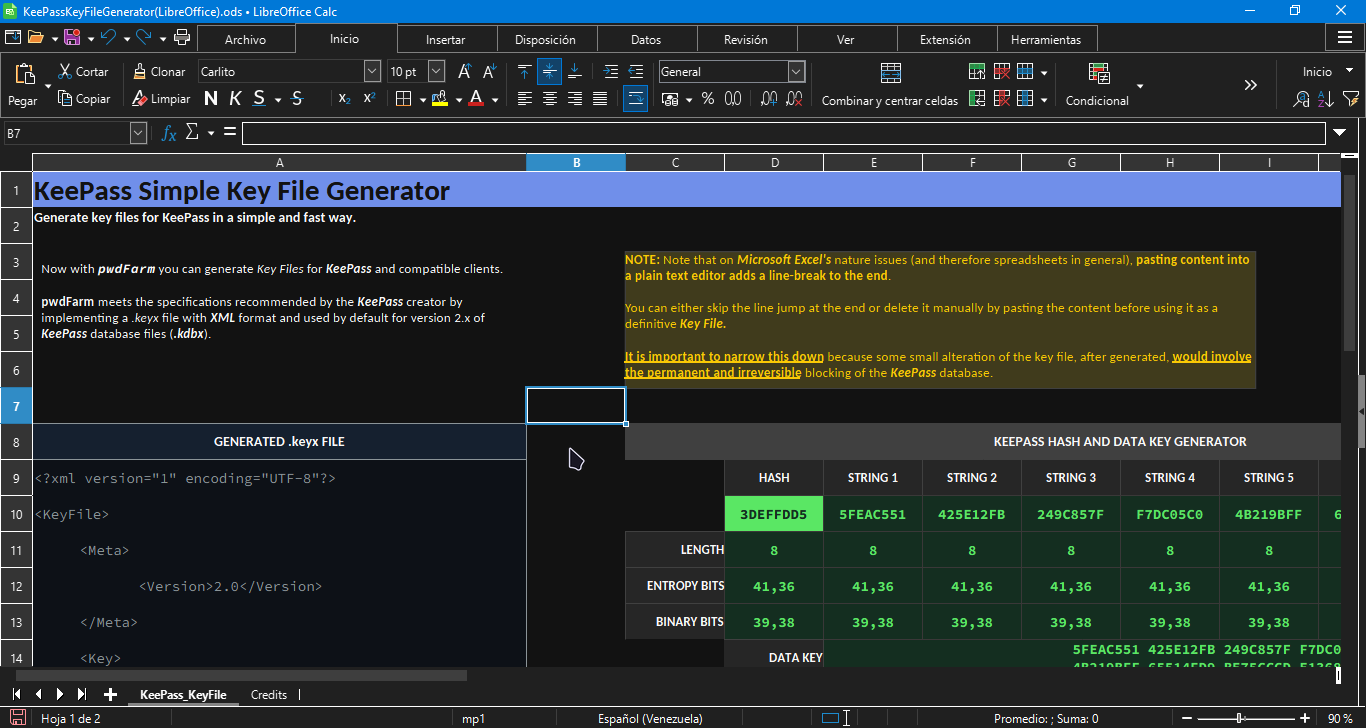 KeePassKeyFileGenerator(LibreOffice).ods • LibreOffice Calc
Archivo Inicio Insertar Disposición Datos Revisión Ver Extensión Herramientas
Pegar Cortar Clonar Carlito 10 pt General Combinar y centrar celdas Condicional Inicio
Copiar Limpiar N K S S X₂ X² A % 0,0
B7 fx Σ =
A B C D E F G H I
1 KeePass Simple Key File Generator
2 Generate key files for KeePass in a simple and fast way.
3 Now with pwdFarm you can generate Key Files for KeePass and compatible clients.
4 pwdFarm meets the specifications recommended by the KeePass creator by
implementing a .keyx file with XML format and used by default for version 2.x of
5 KeePass database files (.kdbx).
NOTE: Note that on Microsoft Excel's nature issues (and therefore spreadsheets in general), pasting content into
a plain text editor adds a line-break to the end.
You can either skip the line jump at the end or delete it manually by pasting the content before using it as a
definitive Key File.
It is important to narrow this down because some small alteration of the key file, after generated, would involve
the permanent and irreversible blocking of the KeePass database.
6
7
8 GENERATED .keyx FILE KEEPASS HASH AND DATA KEY GENERATOR
9 <?xml version="1" encoding="UTF-8"?> HASH STRING 1 STRING 2 STRING 3 STRING 4 STRING 5
10 <KeyFile> 3DEFFDD5 5FEAC551 425E12FB 249C857F F7DC05C0 4B219BFF 6
11 <Meta> LENGTH 8 8 8 8 8 8
12 <Version>2.0</Version> ENTROPY BITS 41,36 41,36 41,36 41,36 41,36 41,36
13 </Meta> BINARY BITS 39,38 39,38 39,38 39,38 39,38 39,38
14 <Key> DATA KEY 5FEAC551 425E12FB 249C857F F7DC0
KeePass_KeyFile Credits
Hoja 1 de 2 mp1 Español (Venezuela) Promedio: ; Suma: 0 90 %